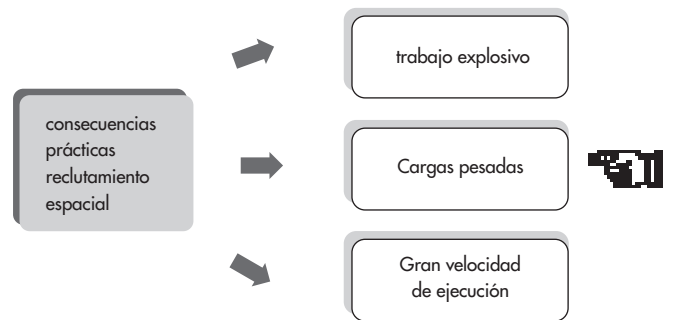 consecuencias
prácticas
reclutamiento
espacial
trabajo explosivo
Cargas pesadas
Gran velocidad
de ejecución